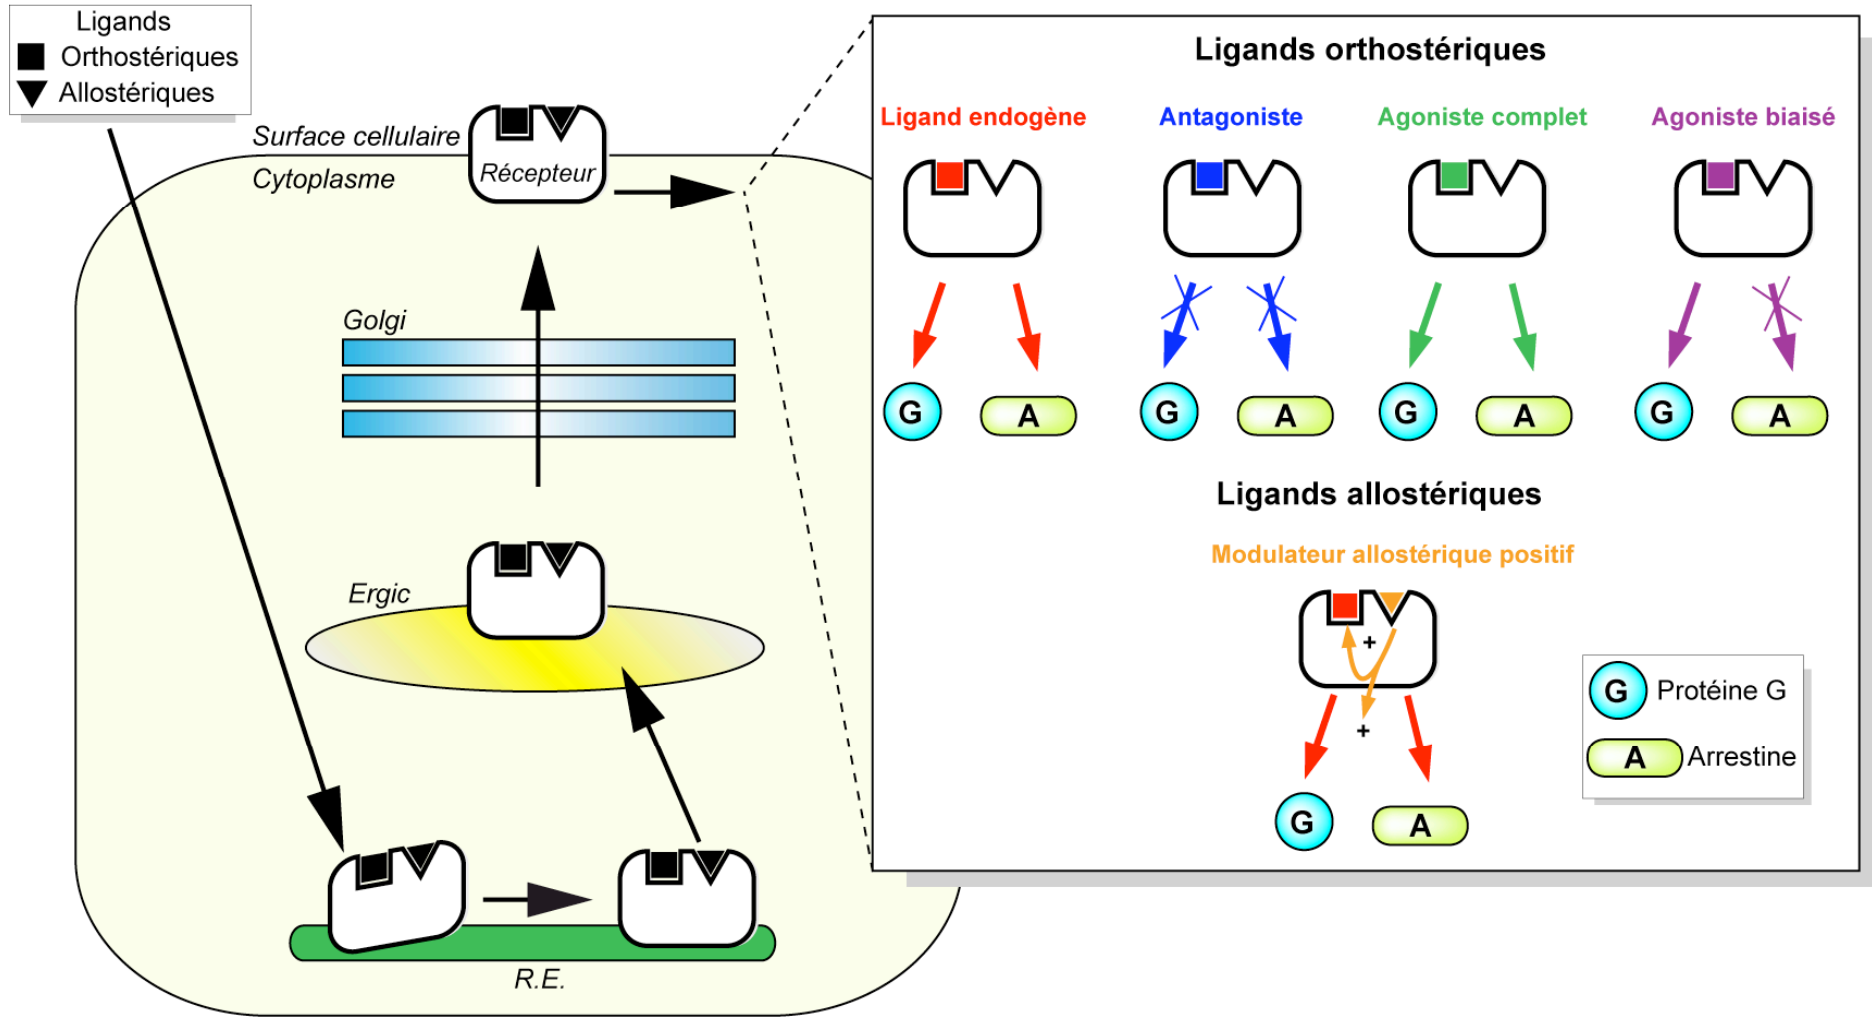 Ligands
Orthostériques
Allostériques
Surface cellulaire
Cytoplasme
Récepteur
Golgi
Ergic
R.E.
Ligands orthostériques
Ligand endogène
Antagoniste
Agoniste complet
Agoniste biaisé
G
A
G
A
G
A
G
A
Ligands allostériques
Modulateur allostérique positif
+
+
G
A
G Protéine G
A Arrestine